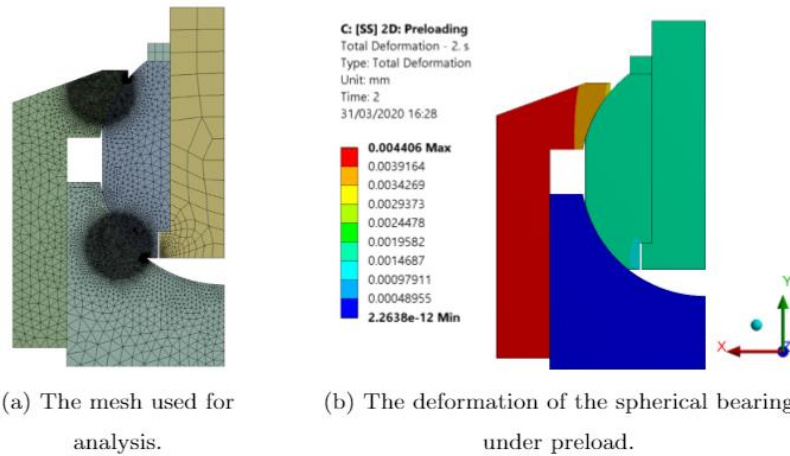 C: [SS] 2D: Preloading
Total Deformation - 2. s
Type: Total Deformation
Unit: mm
Time: 2
31/03/2020 16:28
0.004406 Max
0.0039164
0.0034269
0.0029373
0.0024478
0.0019582
0.0014687
0.00097911
0.00048955
2.2638e-12 Min
Y
X
Z
(a) The mesh used for
analysis.
(b) The deformation of the spherical bearing
under preload.